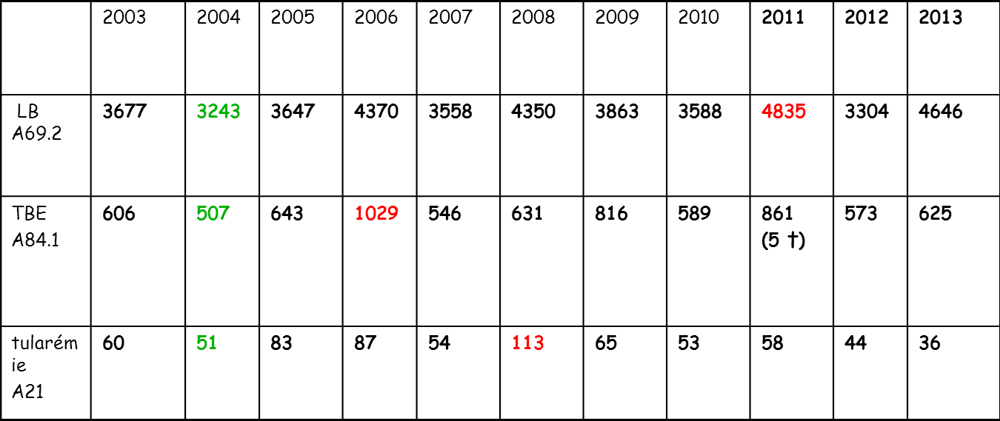 2003 2004 2005 2006 2007 2008 2009 2010 2011 2012 2013
LB 3677 3243 3647 4370 3558 4350 3863 3588 4835 3304 4646
A69.2
TBE 606 507 643 1029 546 631 816 589 861 573 625
A84.1 (5 †)
tularém 60 51 83 87 54 113 65 53 58 44 36
ie
A21